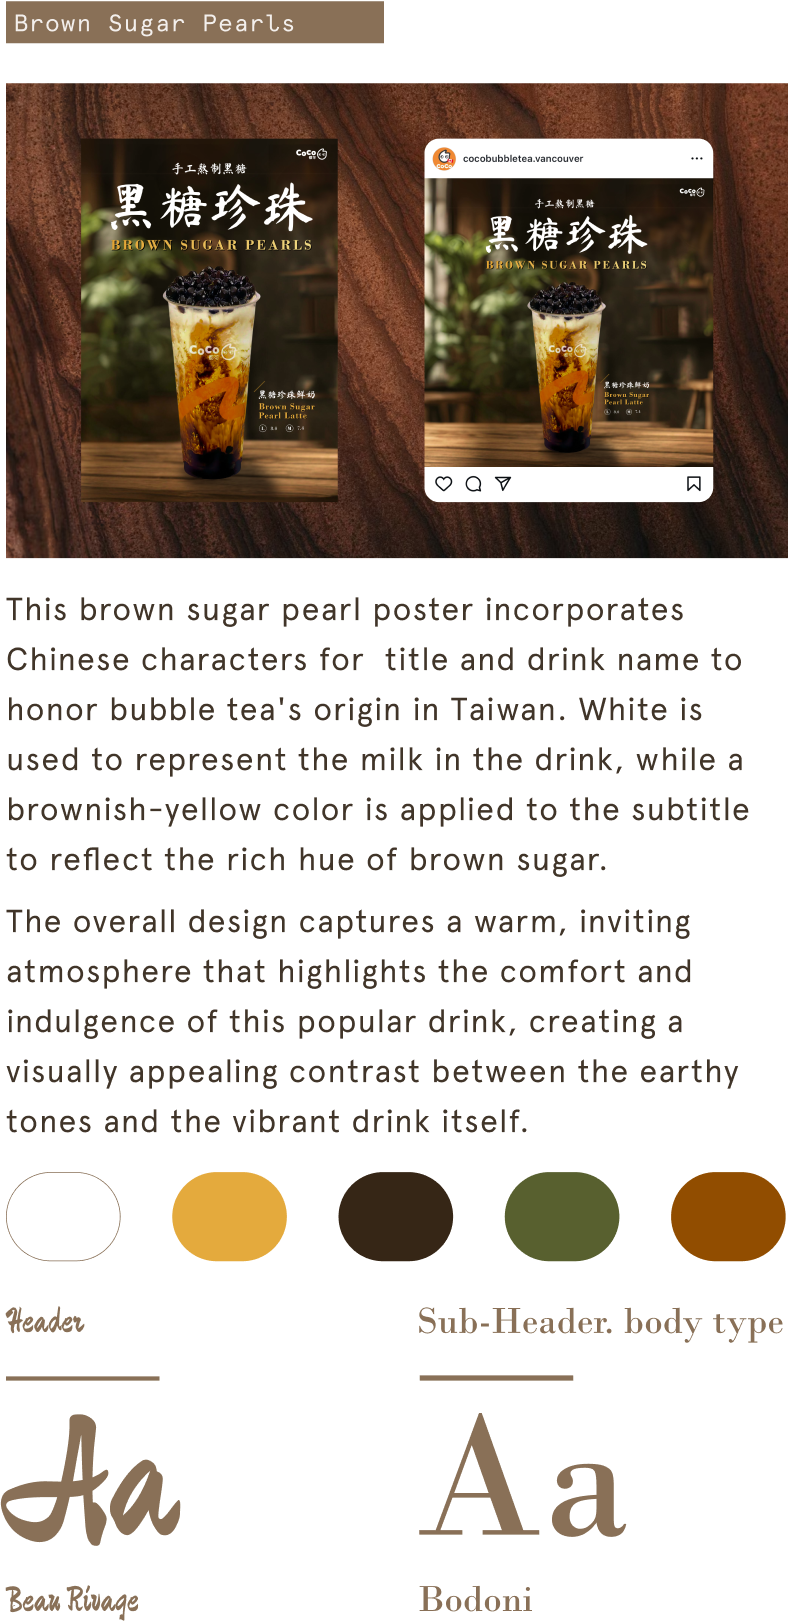 Brown Sugar Pearls
CoCo
手工熬制黑糖
黑糖珍珠
BROWN SUGAR PEARLS
CoCo
黑糖珍珠鲜奶
Brown Sugar
Pearl Latte
L
M
cocobubbletea.vancouver
CoCo
手工熬制黑糖
黑糖珍珠
BROWN SUGAR PEARLS
CoCo
黑糖珍珠鲜奶
Brown Sugar
Pearl Latte
L
M
This brown sugar pearl poster incorporates
Chinese characters for title and drink name to
honor bubble tea's origin in Taiwan. White is
used to represent the milk in the drink, while a
brownish-yellow color is applied to the subtitle
to reflect the rich hue of brown sugar.
The overall design captures a warm, inviting
atmosphere that highlights the comfort and
indulgence of this popular drink, creating a
visually appealing contrast between the earthy
tones and the vibrant drink itself.
Header
Sub-Header. body type
Aa
Aa
Beau Rivage
Bodoni